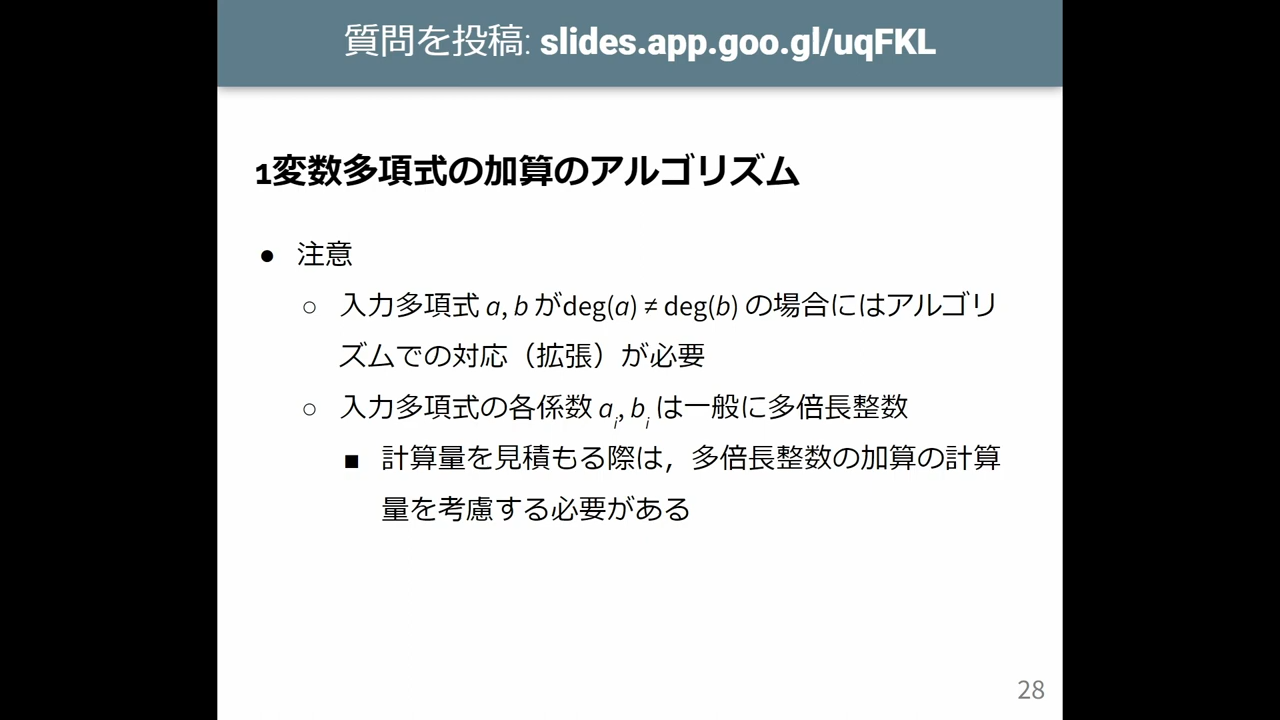 質問を投稿: slides.app.goo.gl/uqFKL
1変数多項式の加算のアルゴリズム
● 注意
○ 入力多項式 a, b がdeg(a) ≠ deg(b) の場合にはアルゴリ
ズムでの対応（拡張）が必要
○ 入力多項式の各係数 aᵢ, bᵢ は一般に多倍長整数
■ 計算量を見積もる際は，多倍長整数の加算の計算
量を考慮する必要がある
28